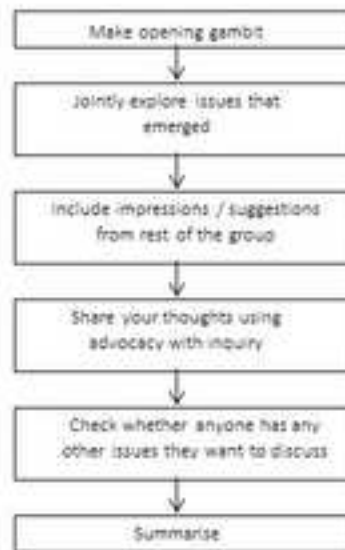 Make opening gambit
Jointly explore issues that
emerged
Include impressions / suggestions
from rest of the group
Share your thoughts using
advocacy with inquiry
Check whether anyone has any
other issues they want to discuss
Summarise